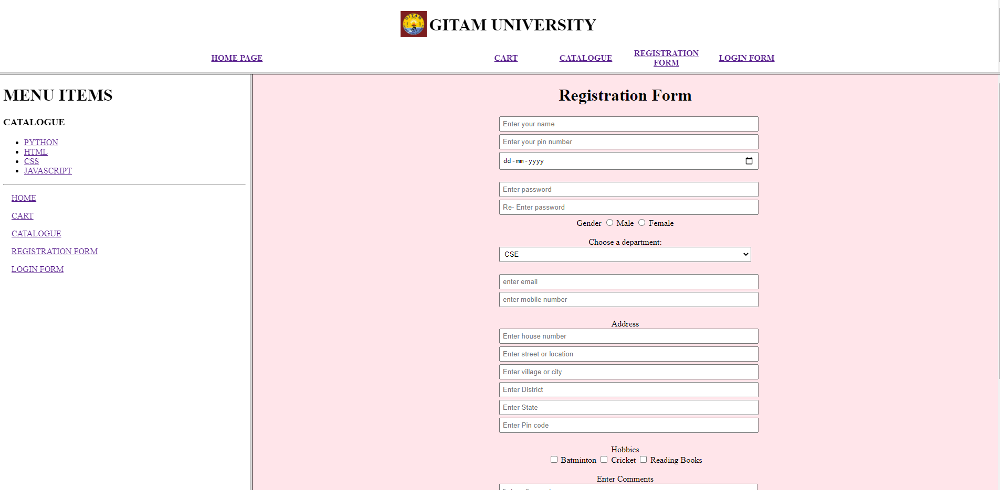 GITAM
GITAM UNIVERSITY
HOME PAGE
CART
CATALOGUE
REGISTRATION
FORM
LOGIN FORM
MENU ITEMS
CATALOGUE
PYTHON
HTML
CSS
JAVASCRIPT
HOME
CART
CATALOGUE
REGISTRATION FORM
LOGIN FORM
Registration Form
Enter your name
Enter your pin number
dd-mm-yyyy
Enter password
Re- Enter password
Gender Male Female
Choose a department:
CSE
enter email
enter mobile number
Address
Enter house number
Enter street or location
Enter village or city
Enter District
Enter State
Enter Pin code
Hobbies
Batminton Cricket Reading Books
Enter Comments